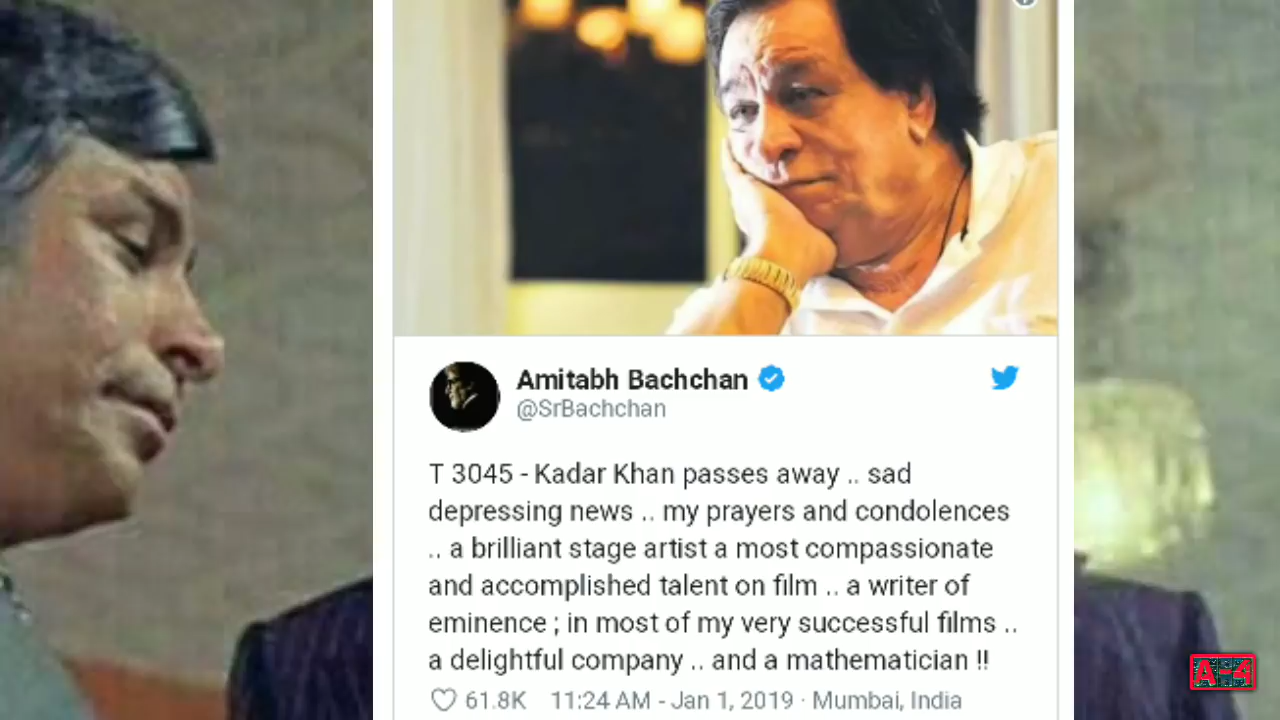 Amitabh Bachchan
@SrBachchan
T 3045 - Kadar Khan passes away .. sad
depressing news .. my prayers and condolences
.. a brilliant stage artist a most compassionate
and accomplished talent on film .. a writer of
eminence ; in most of my very successful films ..
a delightful company .. and a mathematician !!
61.8K 11:24 AM - Jan 1, 2019 · Mumbai, India
A-4